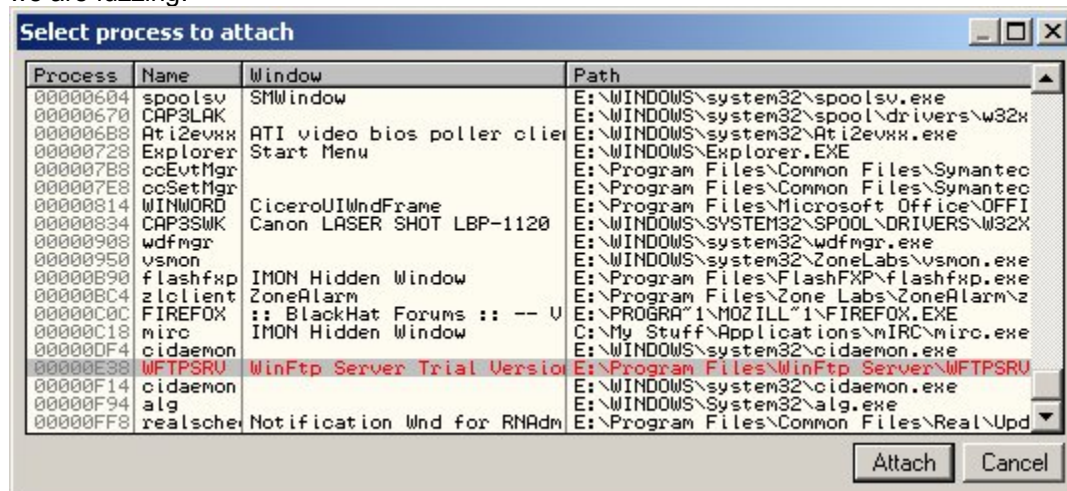 we are fuzzing.
Select process to attach
Process Name Window Path
00000604 spoolsv SMWindow E:\WINDOWS\system32\spoolsv.exe
00000670 CAP3LAK E:\WINDOWS\system32\spool\drivers\w32x
000006B8 Ati2evxx ATI video bios poller clie E:\WINDOWS\system32\Ati2evxx.exe
00000728 Explorer Start Menu E:\WINDOWS\Explorer.EXE
000007B8 ccEvtMgr E:\Program Files\Common Files\Symantec
000007E8 ccSetMgr E:\Program Files\Common Files\Symantec
00000814 WINWORD CiceroUIWndFrame E:\Program Files\Microsoft Office\OFFI
00000834 CAP3SWK Canon LASER SHOT LBP-1120 E:\WINDOWS\SYSTEM32\SPOOL\DRIVERS\W32X
00000908 wdfmgr E:\WINDOWS\system32\wdfmgr.exe
00000950 vsmon E:\WINDOWS\system32\ZoneLabs\vsmon.exe
00000B90 flashfxp IMON Hidden Window E:\Program Files\FlashFXP\flashfxp.exe
00000BC4 zlclient ZoneAlarm E:\Program Files\Zone Labs\ZoneAlarm\z
00000C0C FIREFOX :: BlackHat Forums :: -- V E:\PROGRA~1\MOZILL~1\FIREFOX.EXE
00000C18 mirc IMON Hidden Window C:\My Stuff\Applications\mIRC\mirc.exe
00000DF4 cidaemon E:\WINDOWS\system32\cidaemon.exe
00000E38 WFTPSRV WinFtp Server Trial Versio E:\Program Files\WinFtp Server\WFTPSRV
00000F14 cidaemon E:\WINDOWS\system32\cidaemon.exe
00000F94 alg E:\WINDOWS\System32\alg.exe
00000FF8 realsche Notification Wnd for RNAdm E:\Program Files\Common Files\Real\Upd
Attach Cancel